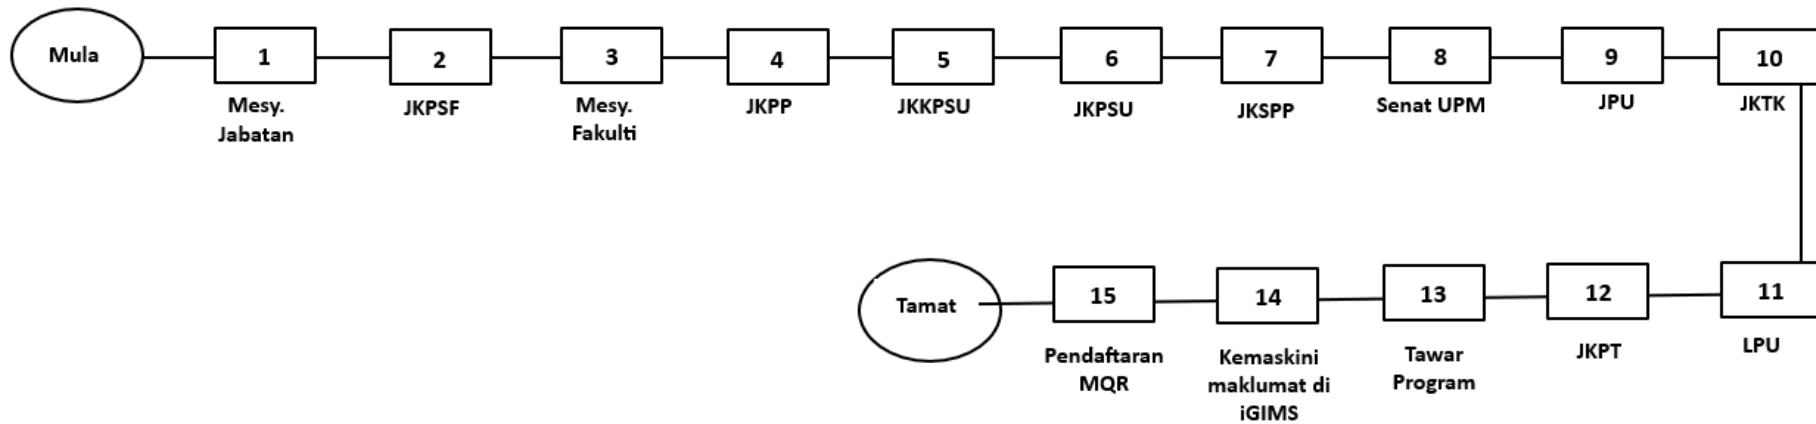 Mula
1
2
3
4
5
6
7
8
9
10
Mesy.
Jabatan
JKPSF
Mesy.
Fakulti
JKPP
JKKPSU
JKPSU
JKSPP
Senat UPM
JPU
JKTK
Tamat
15
14
13
12
11
Pendaftaran
MQR
Kemaskini
maklumat di
iGIMS
Tawar
Program
JKPT
LPU